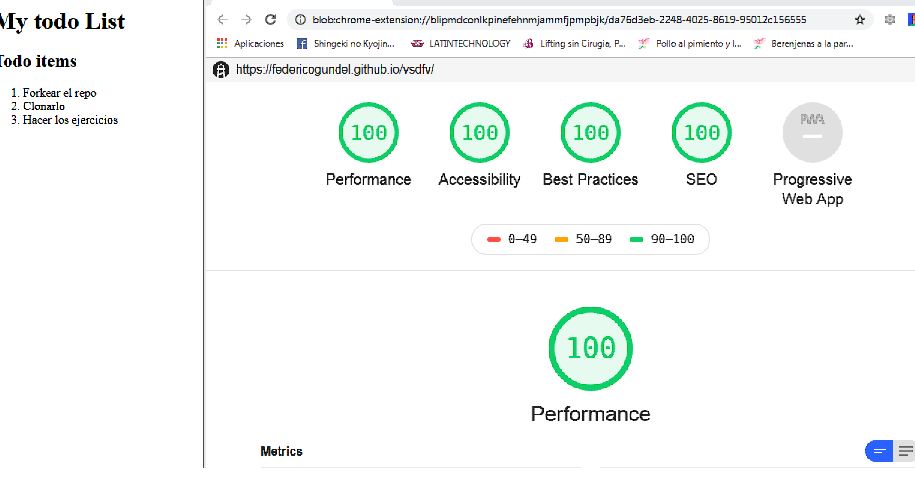 My todo List
Todo items
1. Forkear el repo
2. Clonarlo
3. Hacer los ejercicios
blob:chrome-extension://blipmdconlkpinefehnmjammfjpmpbjk/da76d3eb-2248-4025-8619-95012c156555
Aplicaciones Shingeki no Kyojin... LATINTECHNOLOGY Lifting sin Cirugia, P... Pollo al pimiento y l... Berenjenas a la par...
https://federicogundel.github.io/vsdfv/
100 100 100 100 PWA
Performance Accessibility Best Practices SEO Progressive
Web App
0–49 50–89 90–100
100
Performance
Metrics